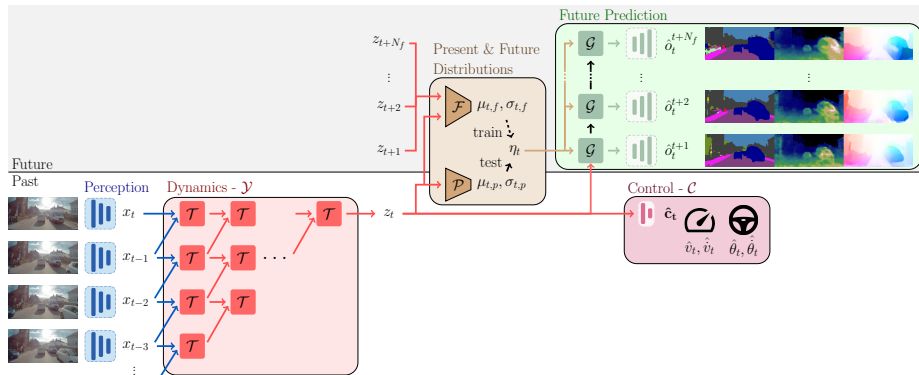 Future Prediction
Present & Future
Distributions
z_{t+N_f}
⋮
z_{t+2}
z_{t+1}
F
μ_{t,f}, σ_{t,f}
train
η_t
test
P
μ_{t,p}, σ_{t,p}
G
ô_t^{t+N_f}
⋮
⋮
G
ô_t^{t+2}
G
ô_t^{t+1}
Future
Past
Perception
Dynamics - 𝒴
Control - 𝒞
x_t
T
T
T
z_t
ĉ_t
v̂_t, v̇̂_t
θ̂_t, θ̇̂_t
x_{t−1}
T
T
· · ·
x_{t−2}
T
T
x_{t−3}
T
⋮